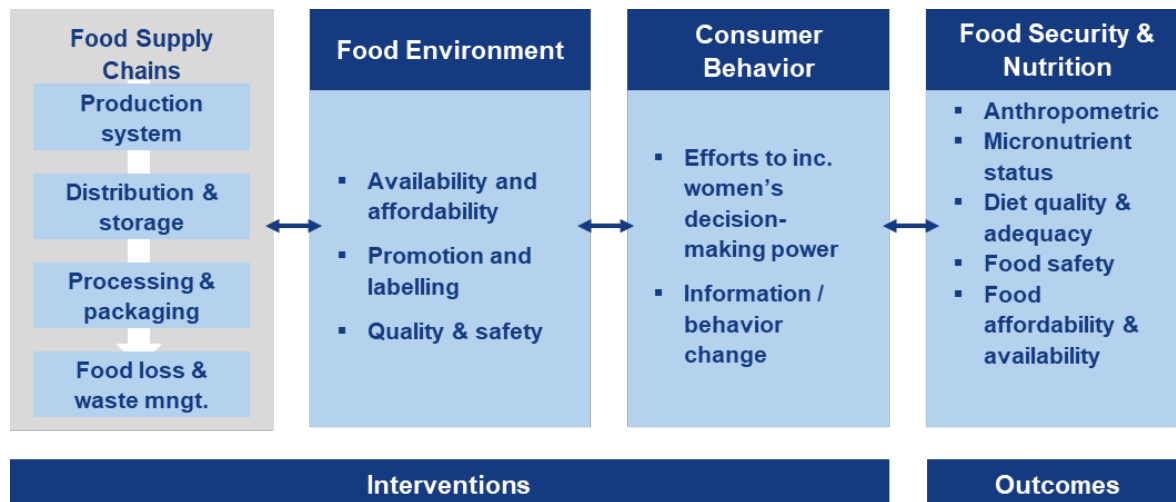 Food Supply
Chains
Production
system
Distribution &
storage
Processing &
packaging
Food loss &
waste mngt.
Food Environment
▪ Availability and
affordability
▪ Promotion and
labelling
▪ Quality & safety
Consumer
Behavior
▪ Efforts to inc.
women's
decision-
making power
▪ Information /
behavior
change
Food Security &
Nutrition
▪ Anthropometric
▪ Micronutrient
status
▪ Diet quality &
adequacy
▪ Food safety
▪ Food
affordability &
availability
Interventions
Outcomes